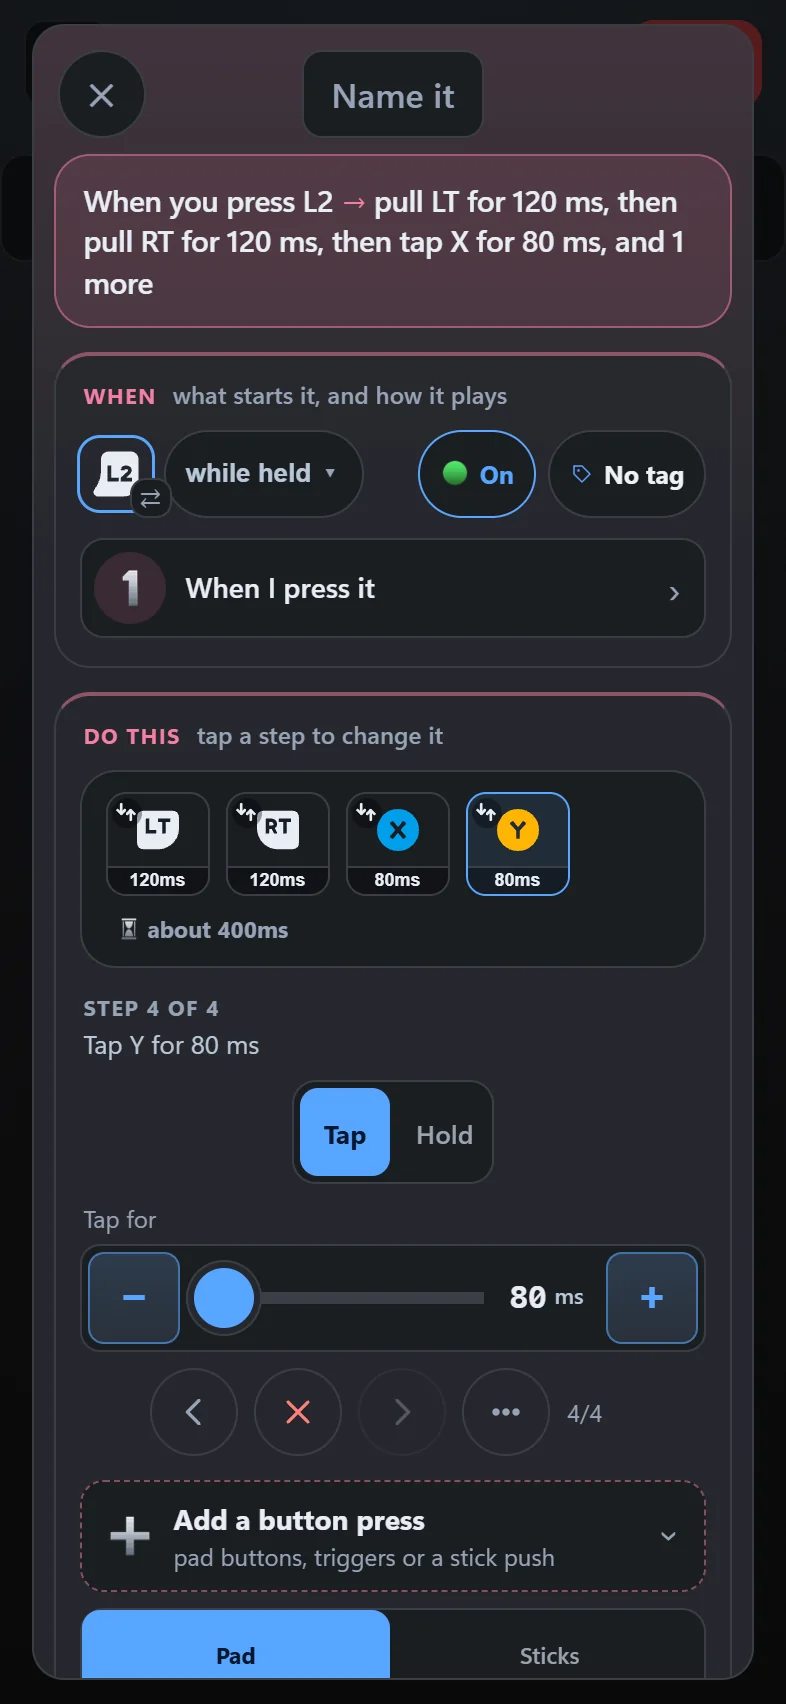 Name it
When you press L2 → pull LT for 120 ms, then
pull RT for 120 ms, then tap X for 80 ms, and 1
more
WHEN what starts it, and how it plays
L2 while held ▼ On No tag
1 When I press it ›
DO THIS tap a step to change it
LT RT X Y
120ms 120ms 80ms 80ms
about 400ms
STEP 4 OF 4
Tap Y for 80 ms
Tap Hold
Tap for
− 80 ms +
4/4
Add a button press
pad buttons, triggers or a stick push
Pad Sticks